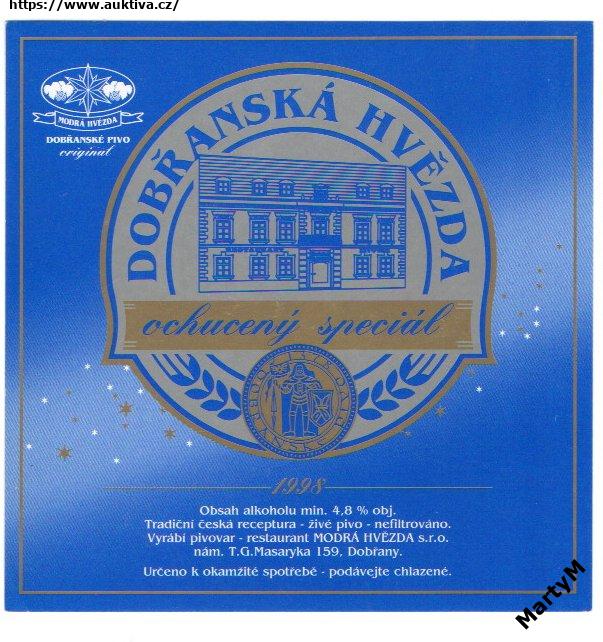 https://www.auktiva.cz/
MODRÁ HVĚZDA
DOBŘANSKÉ PIVO
original
DOBŘANSKÁ HVĚZDA
ochucený speciál
1998
Obsah alkoholu min. 4,8 % obj.
Tradiční česká receptura - živé pivo - nefiltrováno.
Vyrábí pivovar - restaurant MODRÁ HVĚZDA s.r.o.
nám. T.G.Masaryka 159, Dobřany.
Určeno k okamžité spotřebě - podávejte chlazené.
MartyM